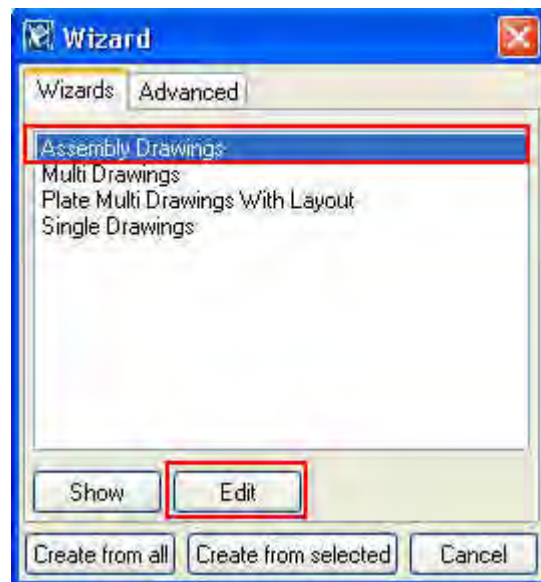 Wizard
Wizards Advanced
Assembly Drawings
Multi Drawings
Plate Multi Drawings With Layout
Single Drawings
Show Edit
Create from all Create from selected Cancel